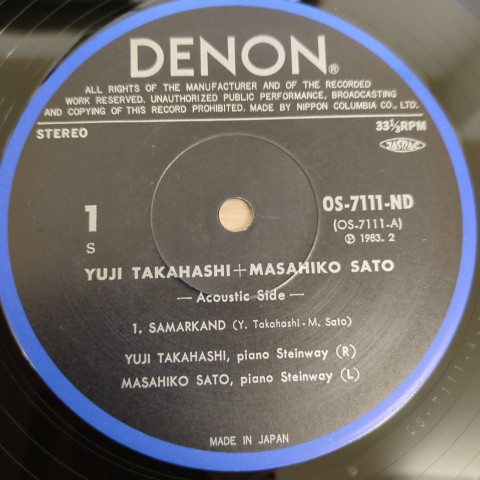 DENON®
ALL RIGHTS OF THE MANUFACTURER AND OF THE RECORDED
WORK RESERVED. UNAUTHORIZED PUBLIC PERFORMANCE, BROADCASTING
AND COPYING OF THIS RECORD PROHIBITED. MADE BY NIPPON COLUMBIA CO., LTD.
STEREO
33⅓RPM
JASRAC
1
S
OS-7111-ND
(OS-7111-A)
℗ 1983. 2
YUJI TAKAHASHI+MASAHIKO SATO
— Acoustic Side —
1. SAMARKAND (Y. Takahashi - M. Sato)
YUJI TAKAHASHI, piano Steinway (R)
MASAHIKO SATO, piano Steinway (L)
MADE IN JAPAN